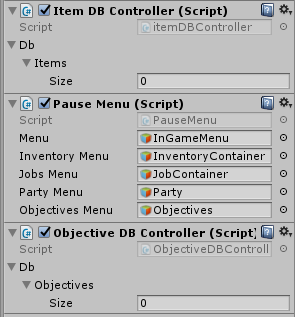 Item DB Controller (Script)
Script itemDBController
Db
Items
Size 0
Pause Menu (Script)
Script PauseMenu
Menu InGameMenu
Inventory Menu InventoryContainer
Jobs Menu JobContainer
Party Menu Party
Objectives Menu Objectives
Objective DB Controller (Script)
Script ObjectiveDBControll
Db
Objectives
Size 0